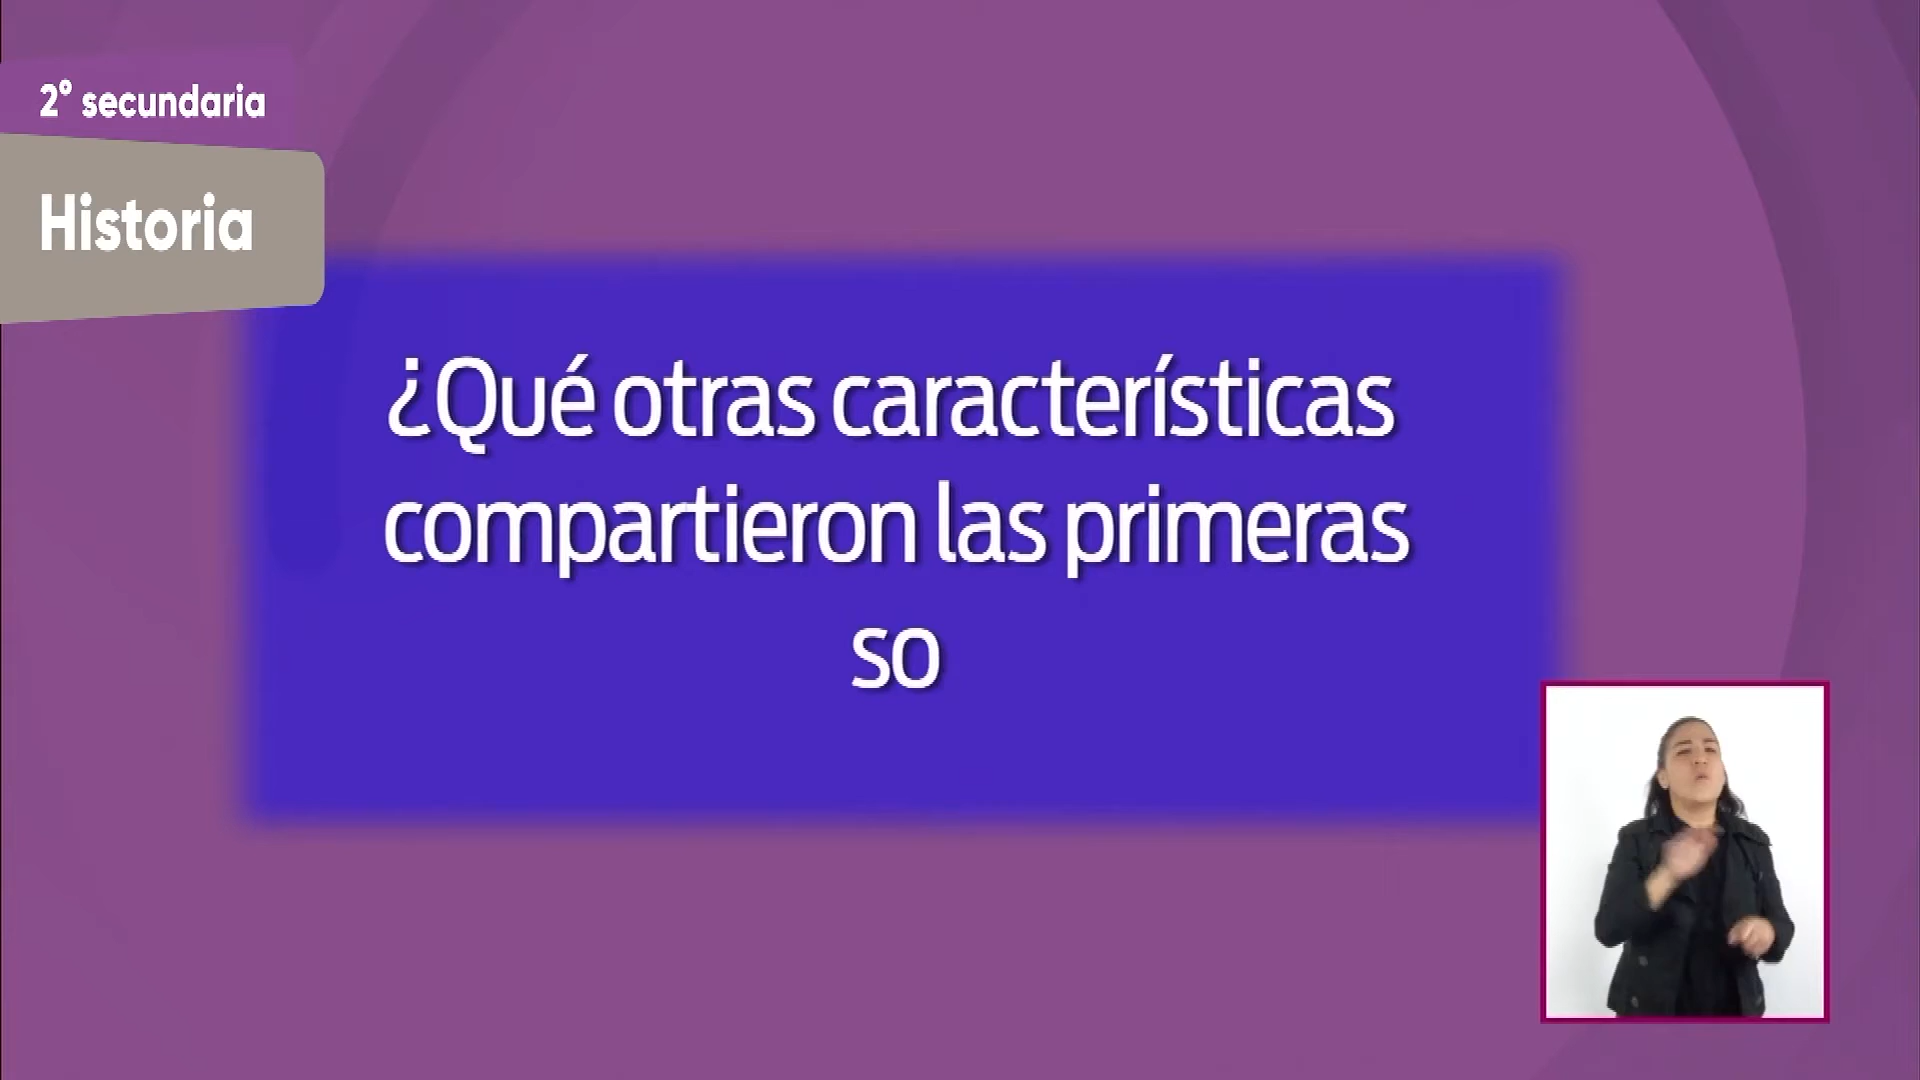 2° secundaria
Historia
¿Qué otras características
compartieron las primeras
so